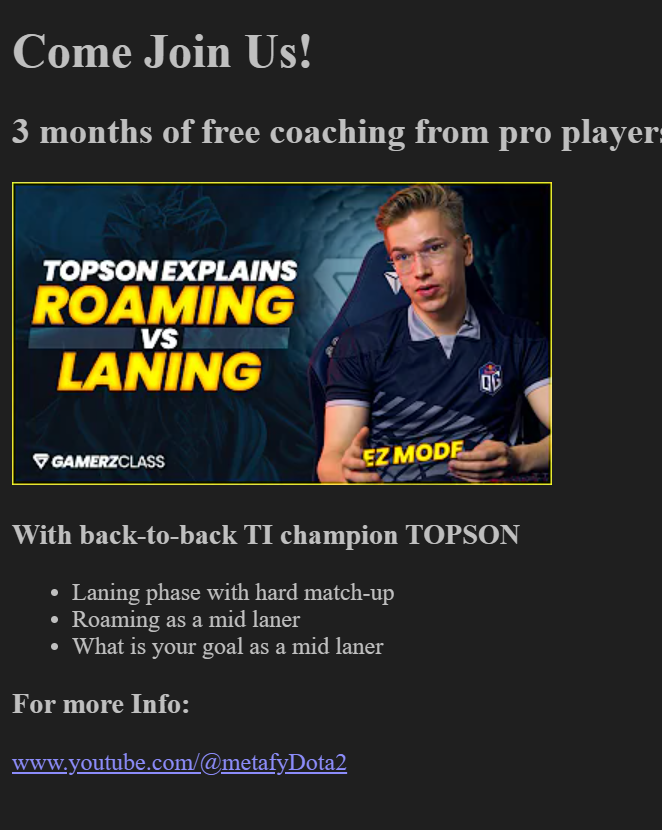 Come Join Us!
3 months of free coaching from pro players
TOPSON EXPLAINS
ROAMING
VS
LANING
GAMERZCLASS
OG
EZ MODE
With back-to-back TI champion TOPSON
• Laning phase with hard match-up
• Roaming as a mid laner
• What is your goal as a mid laner
For more Info:
www.youtube.com/@metafyDota2